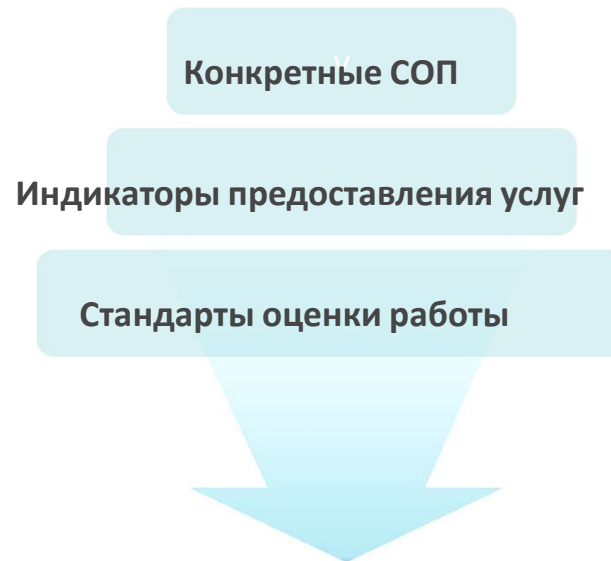 Конкретные СОП
Индикаторы предоставления услуг
Стандарты оценки работы